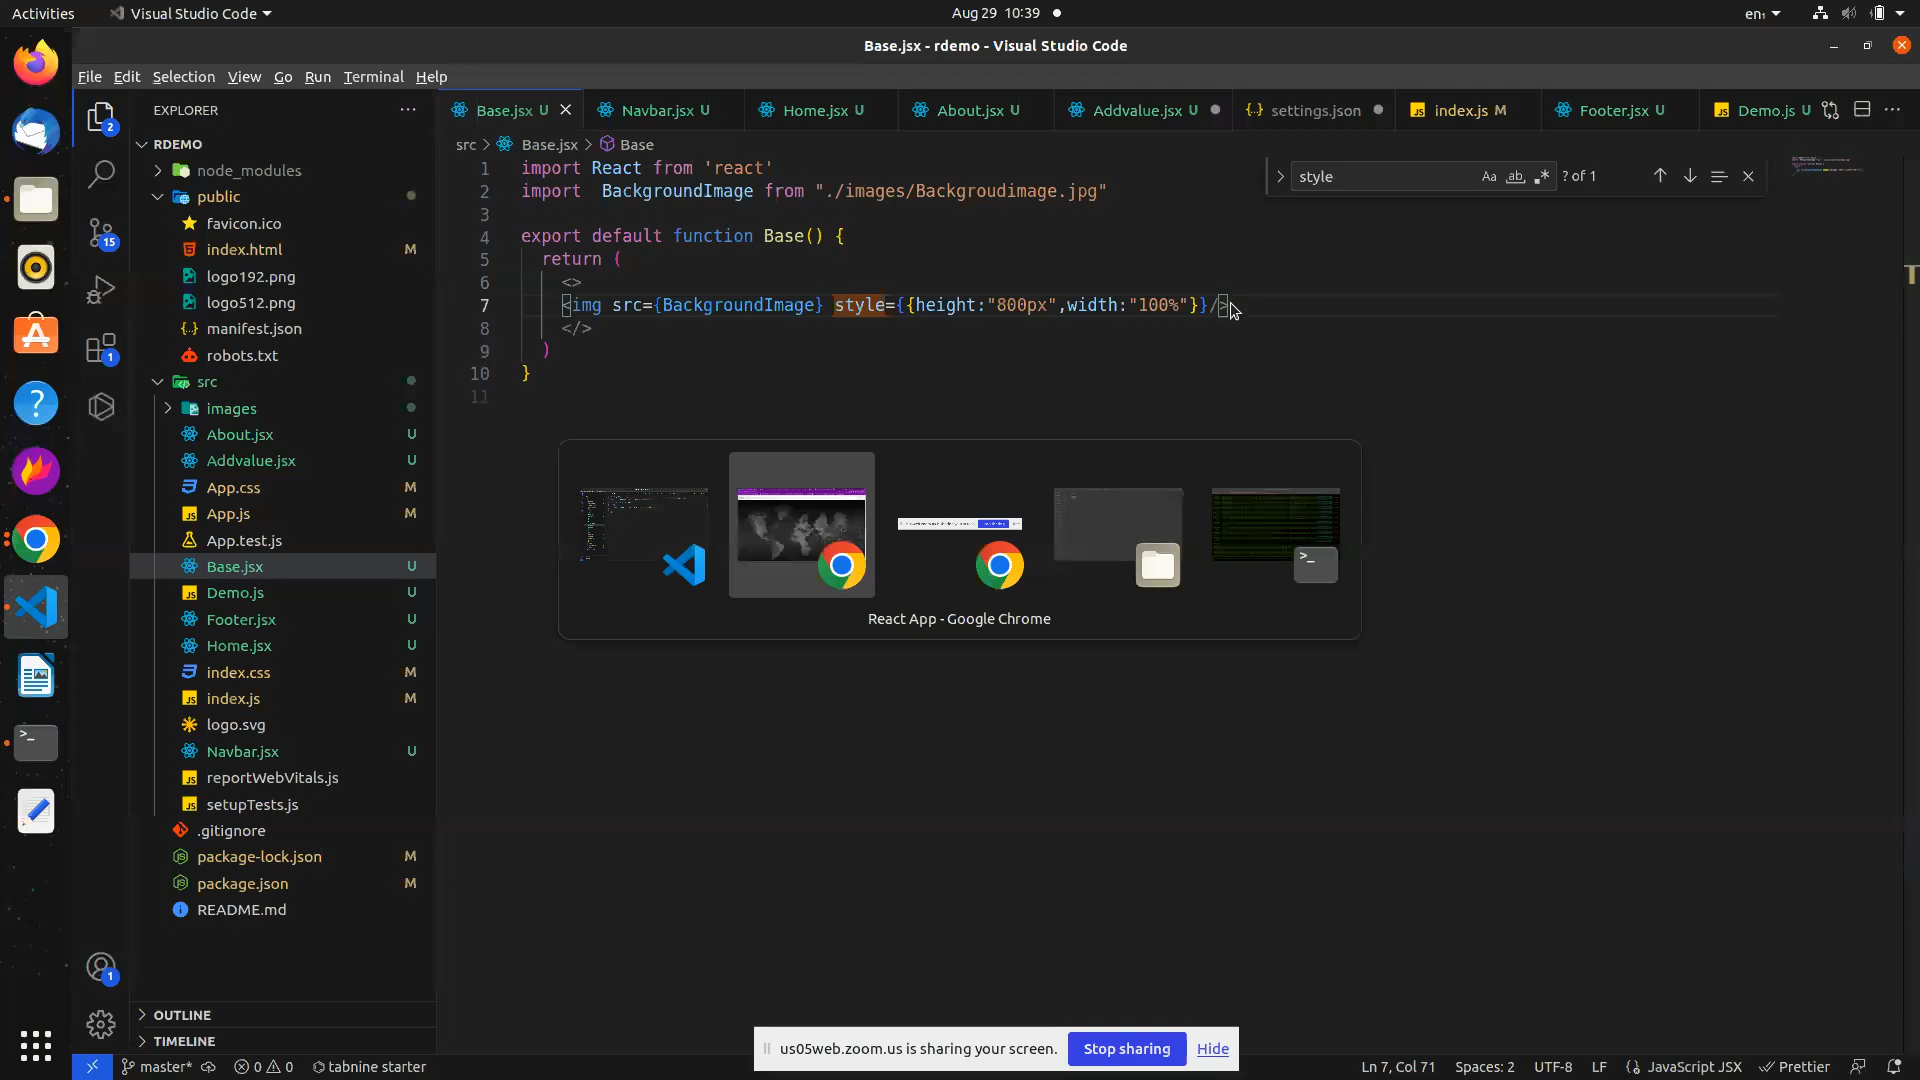 Activities
Visual Studio Code
Aug 29 10:39
en₁
Base.jsx - rdemo - Visual Studio Code
File Edit Selection View Go Run Terminal Help
EXPLORER
Base.jsx U
Navbar.jsx U
Home.jsx U
About.jsx U
Addvalue.jsx U
settings.json
index.js M
Footer.jsx U
Demo.js U
src > Base.jsx > Base
style
Aa ab ? of 1
RDEMO
node_modules
public
favicon.ico
index.html M
logo192.png
logo512.png
manifest.json
robots.txt
src
images
About.jsx U
Addvalue.jsx U
App.css M
App.js M
App.test.js
Base.jsx U
Demo.js U
Footer.jsx U
Home.jsx U
index.css M
index.js M
logo.svg
Navbar.jsx U
reportWebVitals.js
setupTests.js
.gitignore
package-lock.json M
package.json M
README.md
OUTLINE
TIMELINE
2
15
1
1
1 import React from 'react'
2 import  BackgroundImage from "./images/Backgroudimage.jpg"
3
4 export default function Base() {
5 return (
6 <>
7 <img src={BackgroundImage} style={{height:"800px",width:"100%"}}/>
8 </>
9 )
10 }
11
React App - Google Chrome
us05web.zoom.us is sharing your screen.
Stop sharing
Hide
master*
0 0
tabnine starter
Ln 7, Col 71
Spaces: 2
UTF-8
LF
JavaScript JSX
Prettier